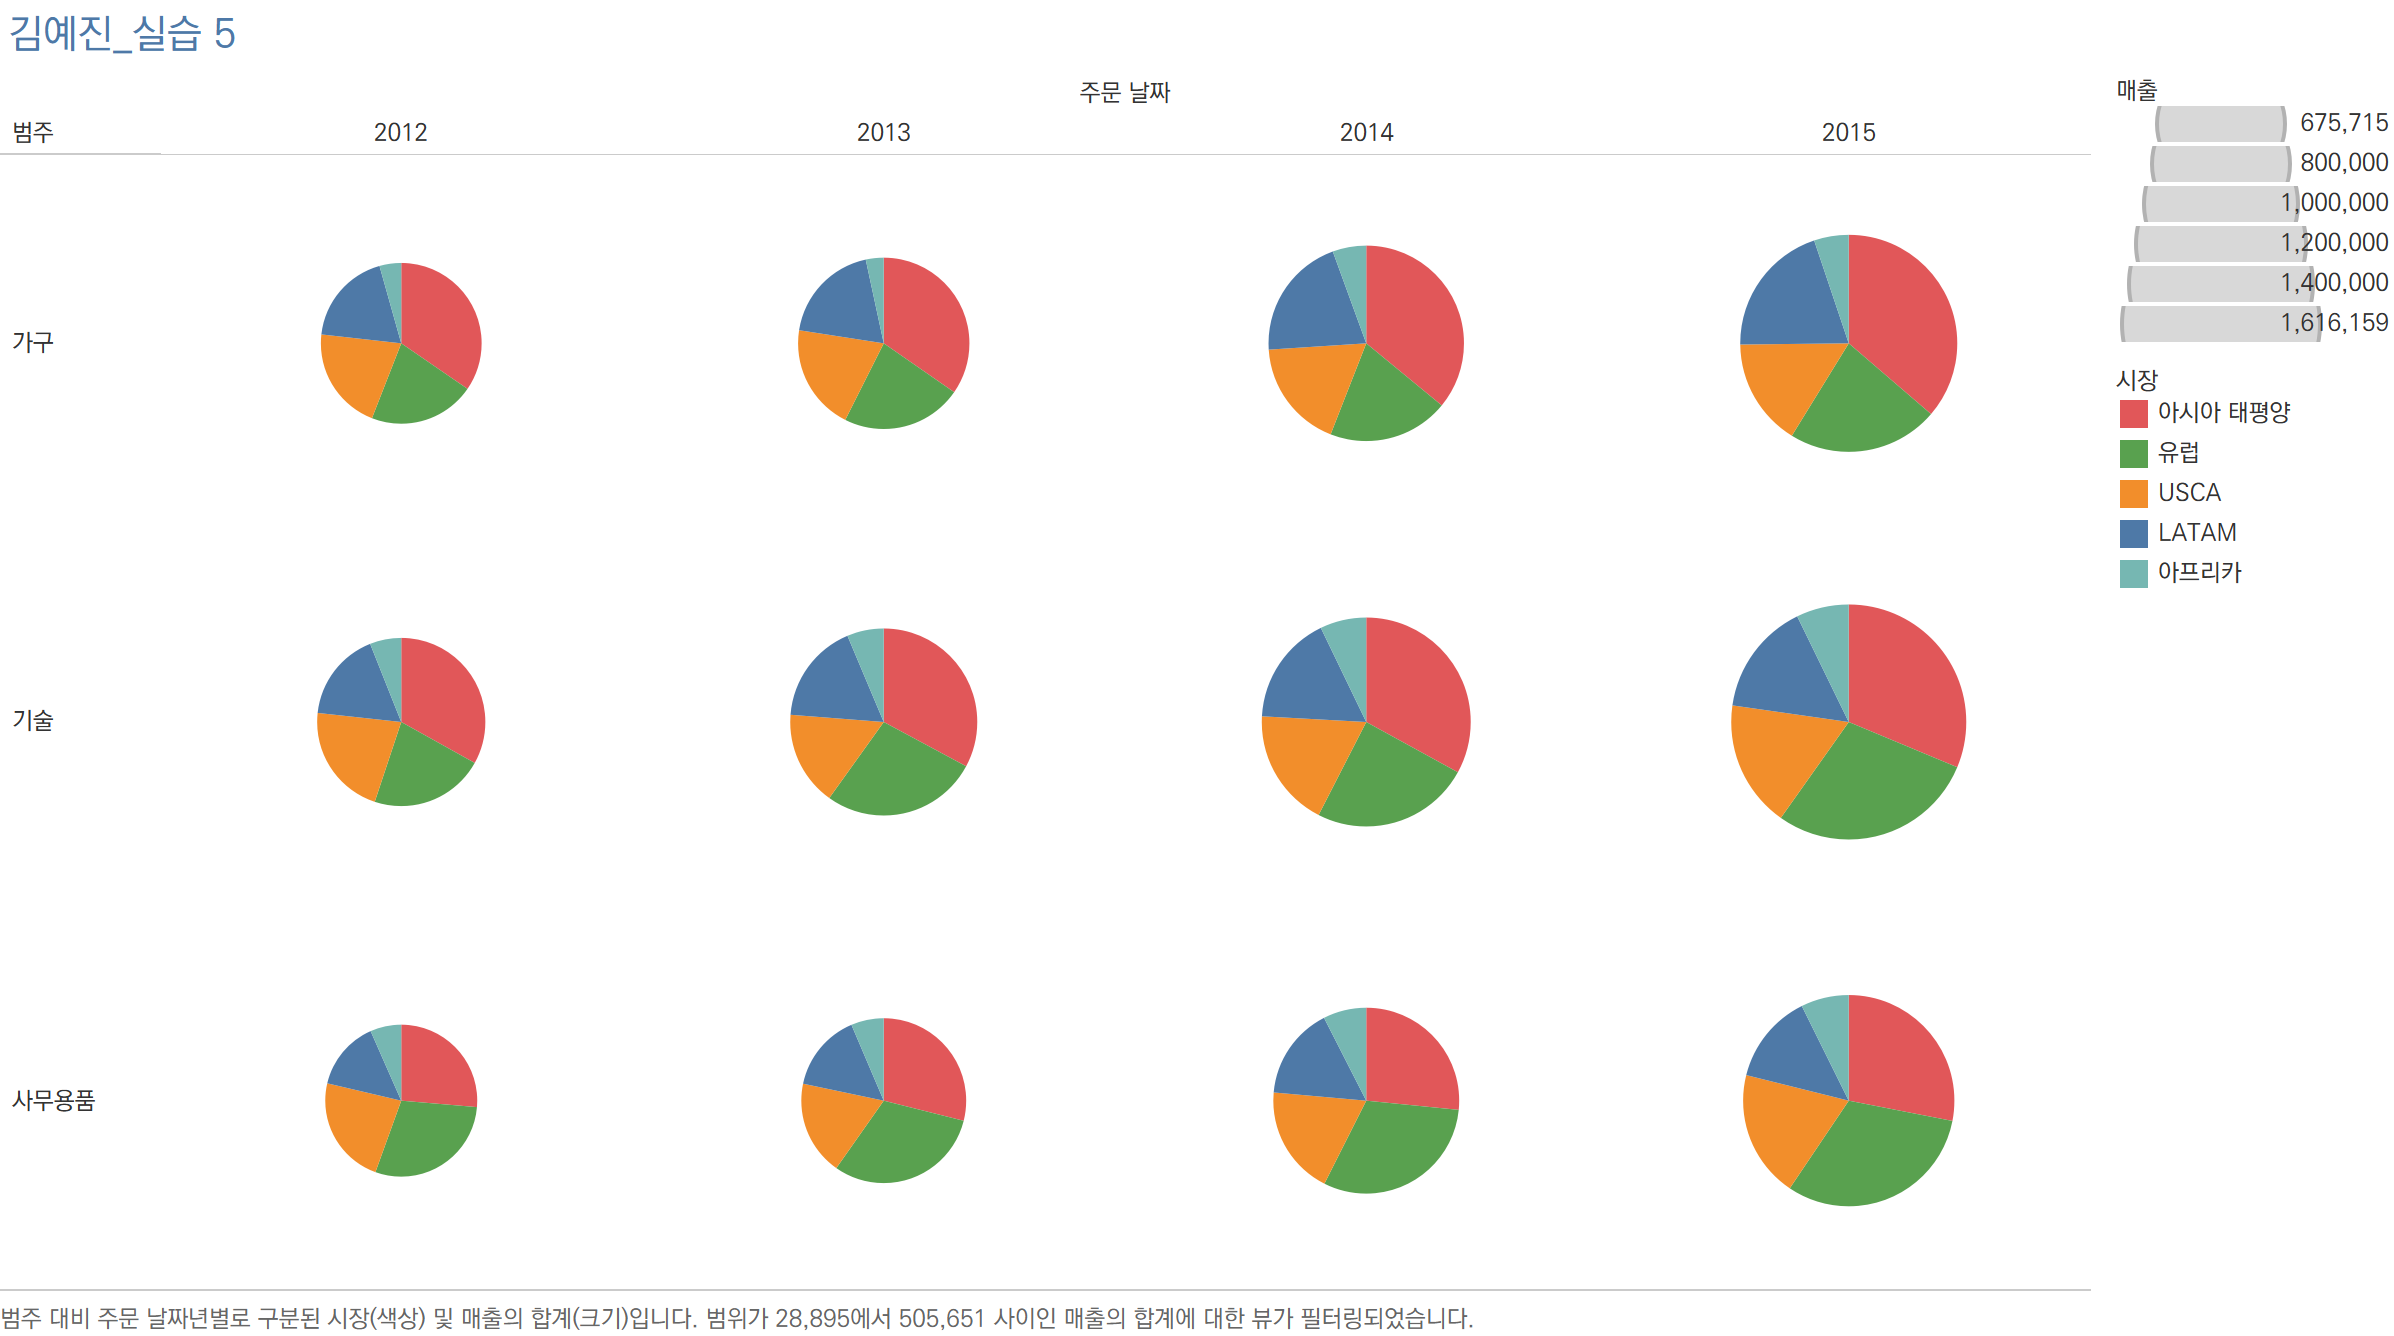 김예진_실습 5
주문 날짜
범주
2012
2013
2014
2015
가구
기술
사무용품
매출
675,715
800,000
1,000,000
1,200,000
1,400,000
1,616,159
시장
아시아 태평양
유럽
USCA
LATAM
아프리카
범주 대비 주문 날짜년별로 구분된 시장(색상) 및 매출의 합계(크기)입니다. 범위가 28,895에서 505,651 사이인 매출의 합계에 대한 뷰가 필터링되었습니다.